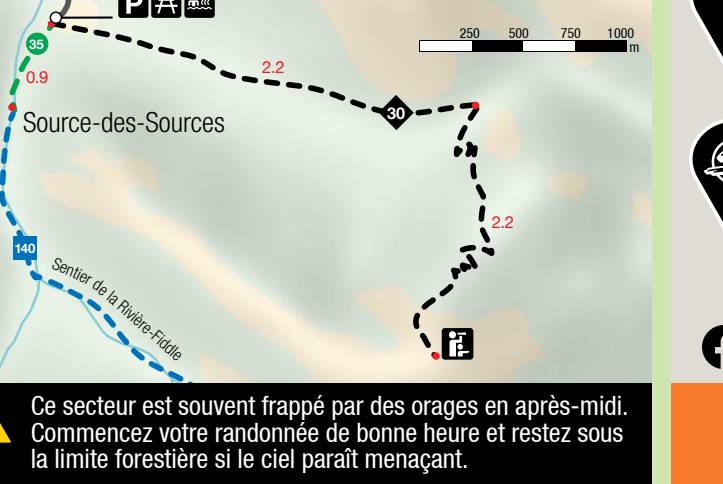 P
250 500 750 1000
m
35
0.9
2.2
30
Source-des-Sources
2.2
140
Sentier de la Rivière-Fiddle
Ce secteur est souvent frappé par des orages en après-midi.
Commencez votre randonnée de bonne heure et restez sous
la limite forestière si le ciel paraît menaçant.